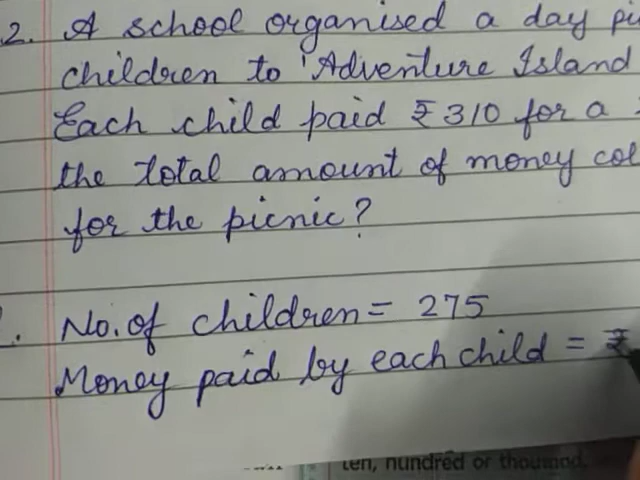 2. A school organised a day pi
children to 'Adventure Island
Each child paid ₹310 for a
the total amount of money col
for the picnic?
No. of children = 275
Money paid by each child = ₹
ten, hundred or thousand.